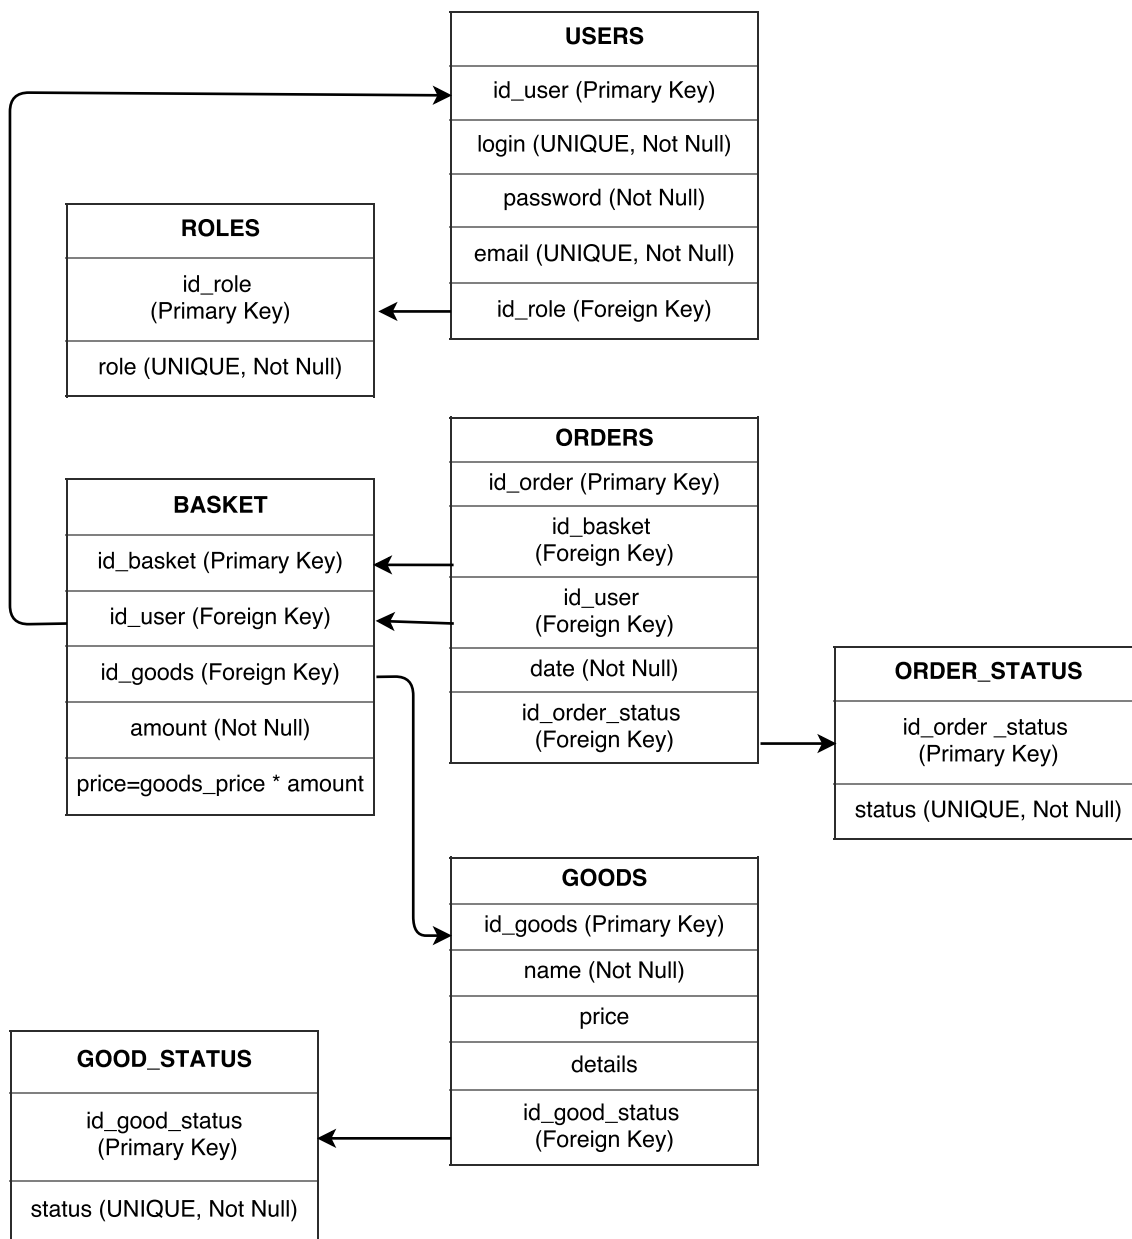 USERS
id_user (Primary Key)
login (UNIQUE, Not Null)
password (Not Null)
email (UNIQUE, Not Null)
id_role (Foreign Key)
ROLES
id_role
(Primary Key)
role (UNIQUE, Not Null)
ORDERS
id_order (Primary Key)
id_basket
(Foreign Key)
id_user
(Foreign Key)
date (Not Null)
id_order_status
(Foreign Key)
BASKET
id_basket (Primary Key)
id_user (Foreign Key)
id_goods (Foreign Key)
amount (Not Null)
price=goods_price * amount
ORDER_STATUS
id_order _status
(Primary Key)
status (UNIQUE, Not Null)
GOODS
id_goods (Primary Key)
name (Not Null)
price
details
id_good_status
(Foreign Key)
GOOD_STATUS
id_good_status
(Primary Key)
status (UNIQUE, Not Null)